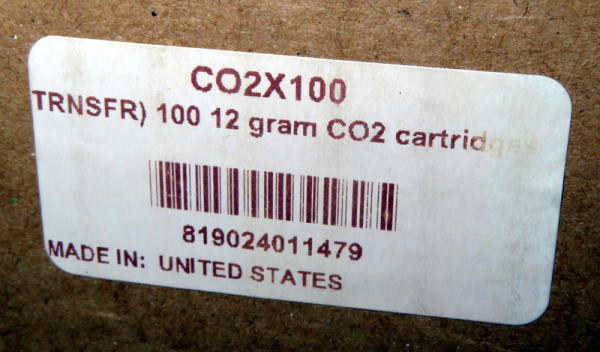 CO2X100
TRNSFR) 100 12 gram CO2 cartridges
819024011479
MADE IN: UNITED STATES